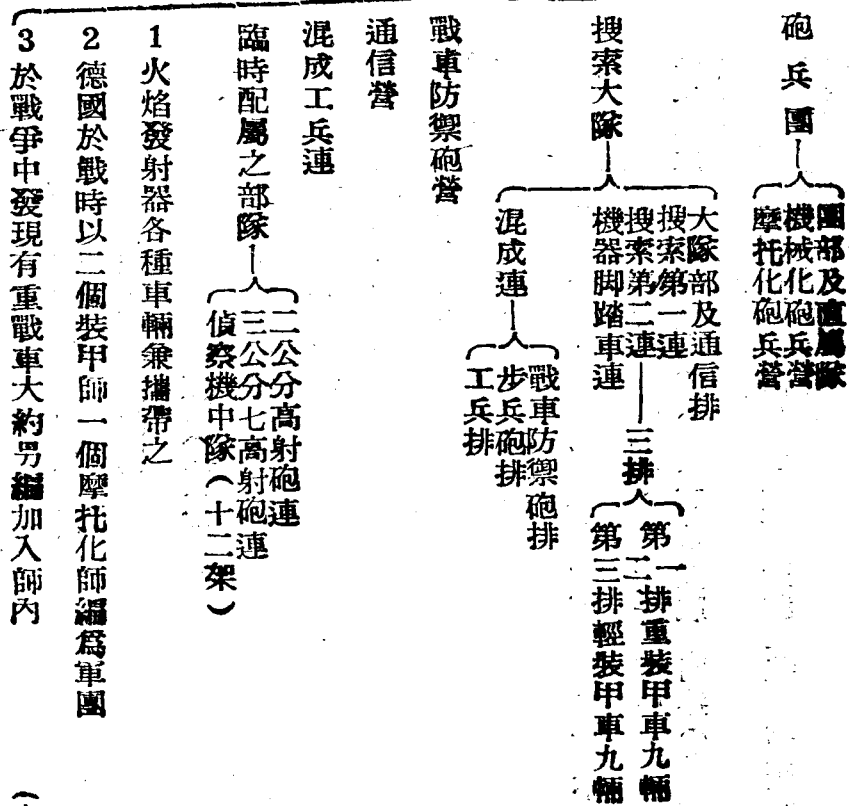 砲兵團
團部及直屬隊
機械化砲兵營
摩托化砲兵營
搜索大隊
大隊部及通信排
搜索第一連
搜索第二連
三排
第一排重裝甲車九輛
第二
第三排輕裝甲車九輛
機器脚踏車連
混成連
戰車防禦砲排
步兵砲排
工兵排
戰車防禦砲營
通信營
混成工兵連
臨時配屬之部隊
二公分高射砲連
三公分七高射砲連
偵察機中隊(十二架)
1火焰發射器各種車輛兼攜帶之
2德國於戰時以二個裝甲師一個摩托化師編爲軍團
3於戰爭中發現有重戰車大約另編加入師內